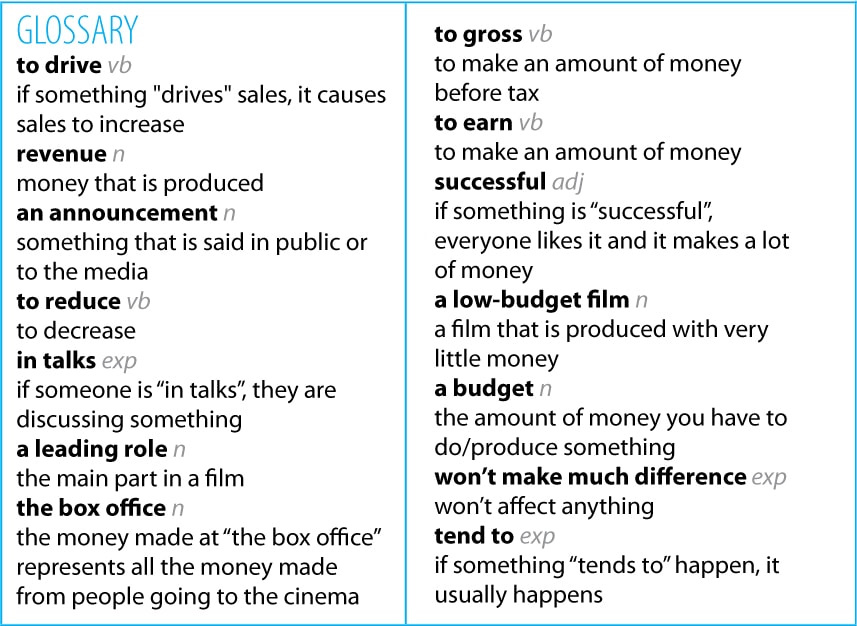 GLOSSARY
to drive vb
if something "drives" sales, it causes
sales to increase
revenue n
money that is produced
an announcement n
something that is said in public or
to the media
to reduce vb
to decrease
in talks exp
if someone is “in talks”, they are
discussing something
a leading role n
the main part in a film
the box office n
the money made at “the box office”
represents all the money made
from people going to the cinema
to gross vb
to make an amount of money
before tax
to earn vb
to make an amount of money
successful adj
if something is “successful”,
everyone likes it and it makes a lot
of money
a low-budget film n
a film that is produced with very
little money
a budget n
the amount of money you have to
do/produce something
won’t make much difference exp
won’t affect anything
tend to exp
if something “tends to” happen, it
usually happens